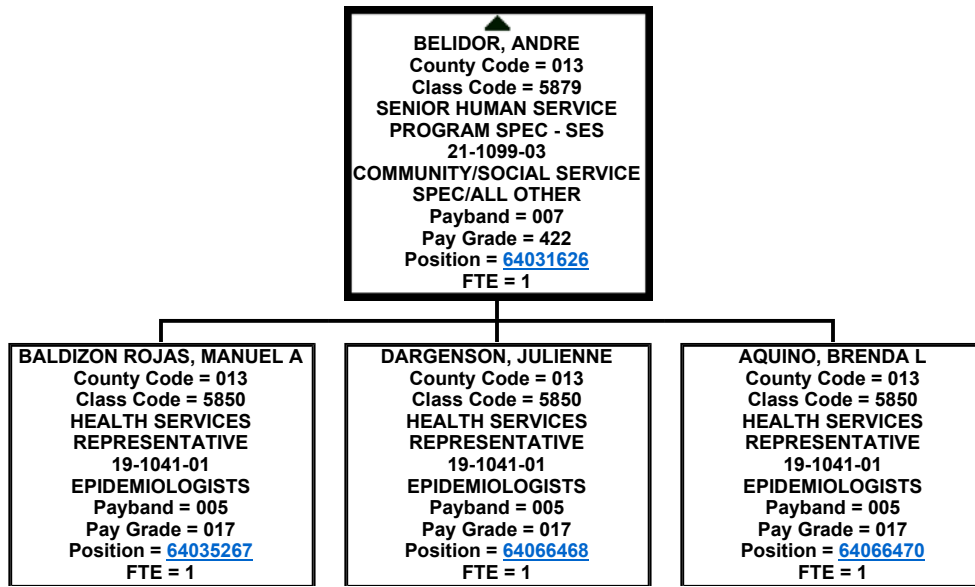 BELIDOR, ANDRE
County Code = 013
Class Code = 5879
SENIOR HUMAN SERVICE
PROGRAM SPEC - SES
21-1099-03
COMMUNITY/SOCIAL SERVICE
SPEC/ALL OTHER
Payband = 007
Pay Grade = 422
Position = 64031626
FTE = 1
BALDIZON ROJAS, MANUEL A
County Code = 013
Class Code = 5850
HEALTH SERVICES
REPRESENTATIVE
19-1041-01
EPIDEMIOLOGISTS
Payband = 005
Pay Grade = 017
Position = 64035267
FTE = 1
DARGENSON, JULIENNE
County Code = 013
Class Code = 5850
HEALTH SERVICES
REPRESENTATIVE
19-1041-01
EPIDEMIOLOGISTS
Payband = 005
Pay Grade = 017
Position = 64066468
FTE = 1
AQUINO, BRENDA L
County Code = 013
Class Code = 5850
HEALTH SERVICES
REPRESENTATIVE
19-1041-01
EPIDEMIOLOGISTS
Payband = 005
Pay Grade = 017
Position = 64066470
FTE = 1